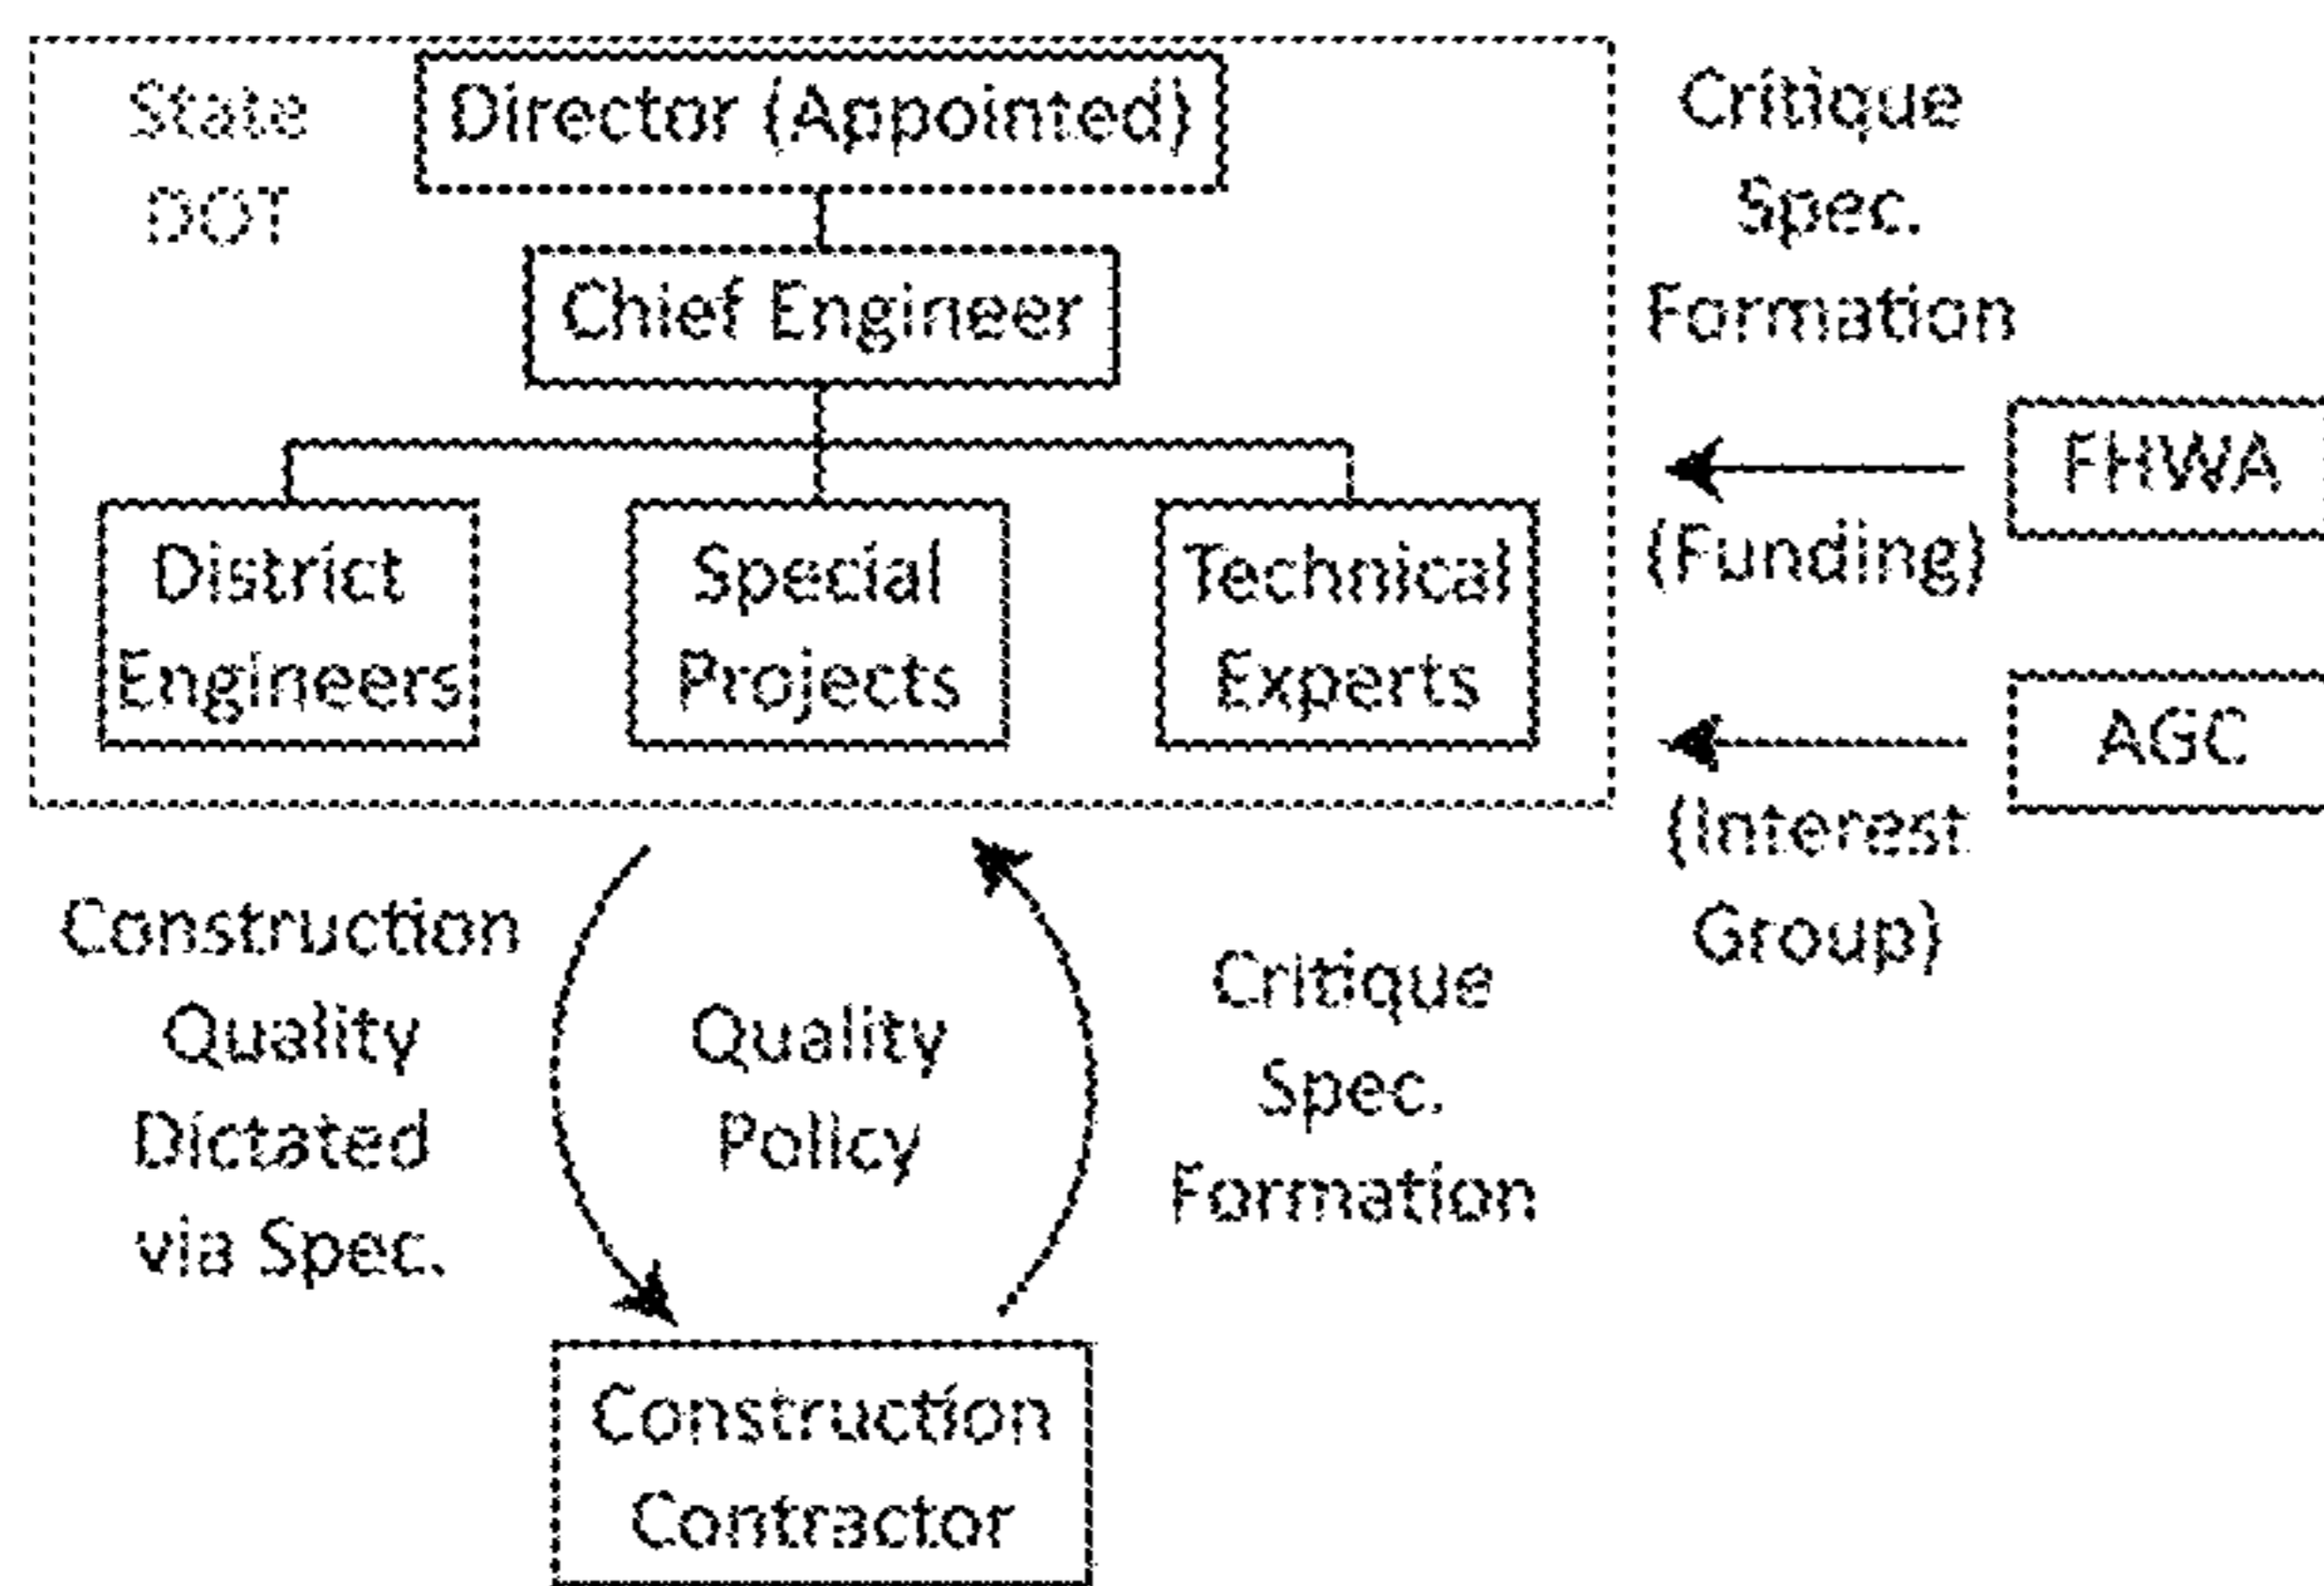 State
DOT
Director (Appointed)
Chief Engineer
District
Engineers
Special
Projects
Technical
Experts
Critique
Spec.
Formation
FHWA
(Funding)
AGC
(Interest
Group)
Construction
Quality
Dictated
via Spec.
Quality
Policy
Critique
Spec.
Formation
Construction
Contractor